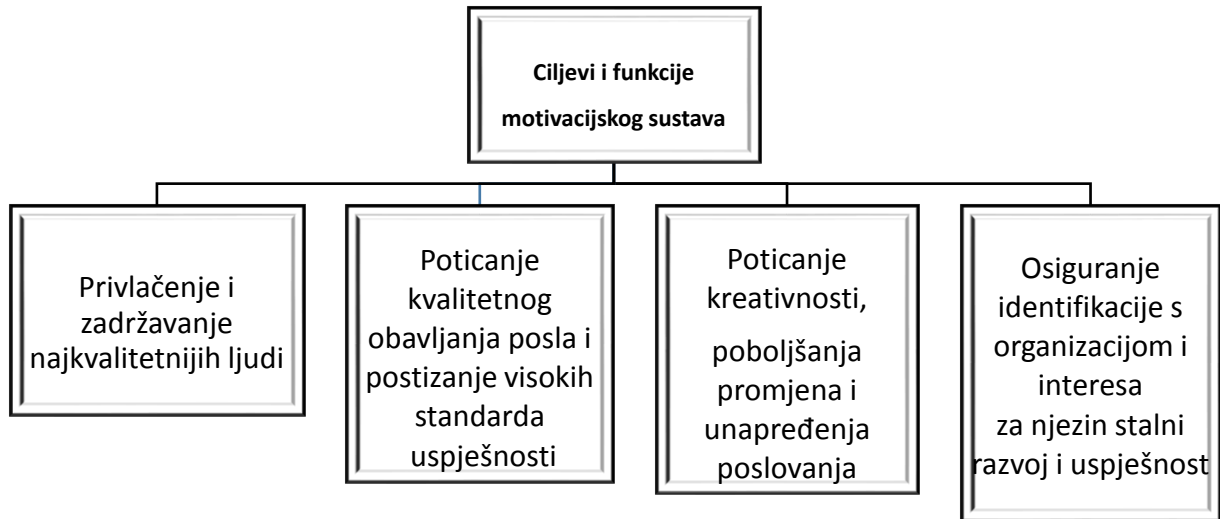 Ciljevi i funkcije
motivacijskog sustava
Privlačenje i
zadržavanje
najkvalitetnijih ljudi
Poticanje
kvalitetnog
obavljanja posla i
postizanje visokih
standarda
uspješnosti
Poticanje
kreativnosti,
poboljšanja
promjena i
unapređenja
poslovanja
Osiguranje
identifikacije s
organizacijom i
interesa
za njezin stalni
razvoj i uspješnost